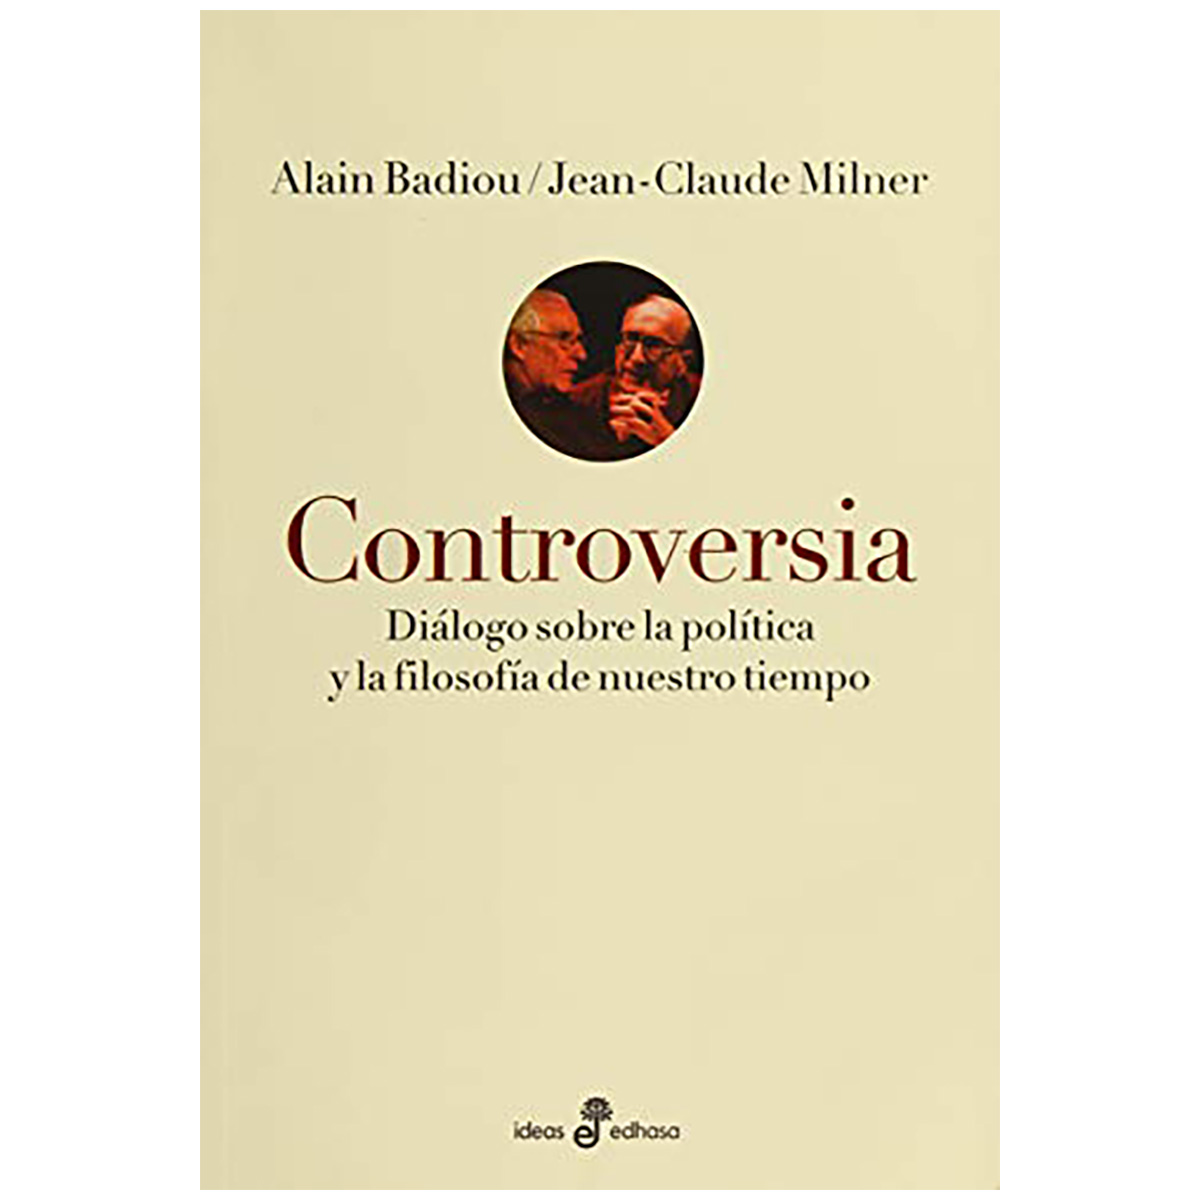 Alain Badiou / Jean-Claude Milner
Controversia
Diálogo sobre la política
y la filosofía de nuestro tiempo
ideas edhasa